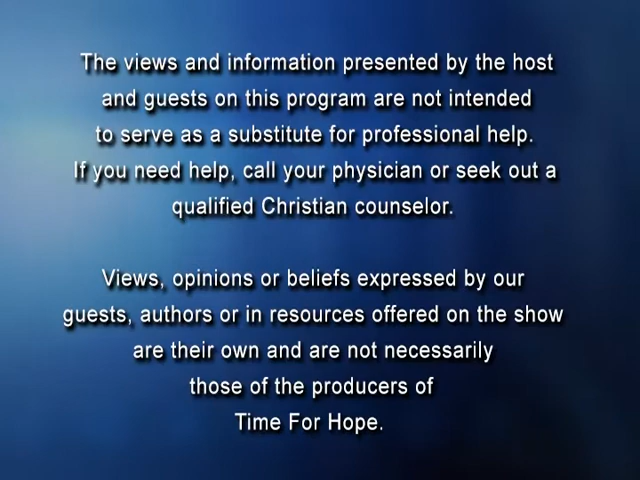 The views and information presented by the host
and guests on this program are not intended
to serve as a substitute for professional help.
If you need help, call your physician or seek out a
qualified Christian counselor.
Views, opinions or beliefs expressed by our
guests, authors or in resources offered on the show
are their own and are not necessarily
those of the producers of
Time For Hope.